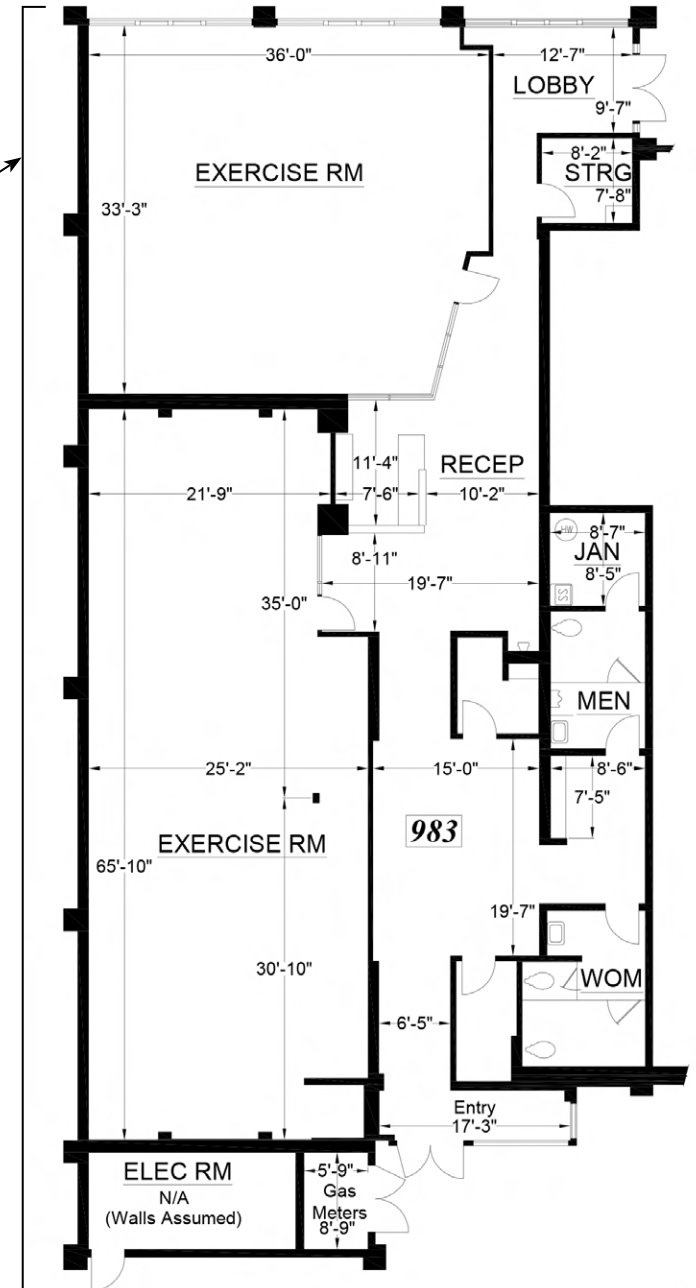 36'-0"
12'-7"
LOBBY
9'-7"
8'-2"
STRG
7'-8"
EXERCISE RM
33'-3"
11'-4"
RECEP
21'-9"
7'-6"
10'-2"
HW
8'-7"
JAN
8'-5"
SS
8'-11"
19'-7"
35'-0"
MEN
25'-2"
15'-0"
8'-6"
7'-5"
983
EXERCISE RM
65'-10"
19'-7"
30'-10"
WOM
6'-5"
Entry
17'-3"
ELEC RM
N/A
(Walls Assumed)
5'-9"
Gas
Meters
8'-9"